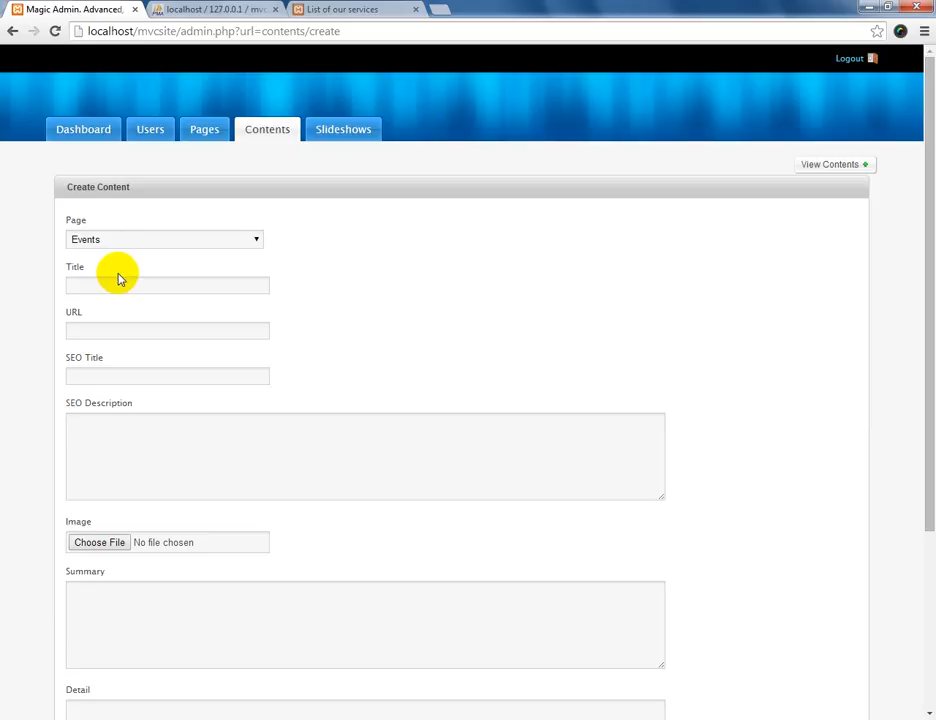 Magic Admin. Advanced,
localhost / 127.0.0.1 / mvc
List of our services
localhost/mvcsite/admin.php?url=contents/create
Logout
Dashboard
Users
Pages
Contents
Slideshows
View Contents
Create Content
Page
Events
Title
URL
SEO Title
SEO Description
Image
Choose File No file chosen
Summary
Detail